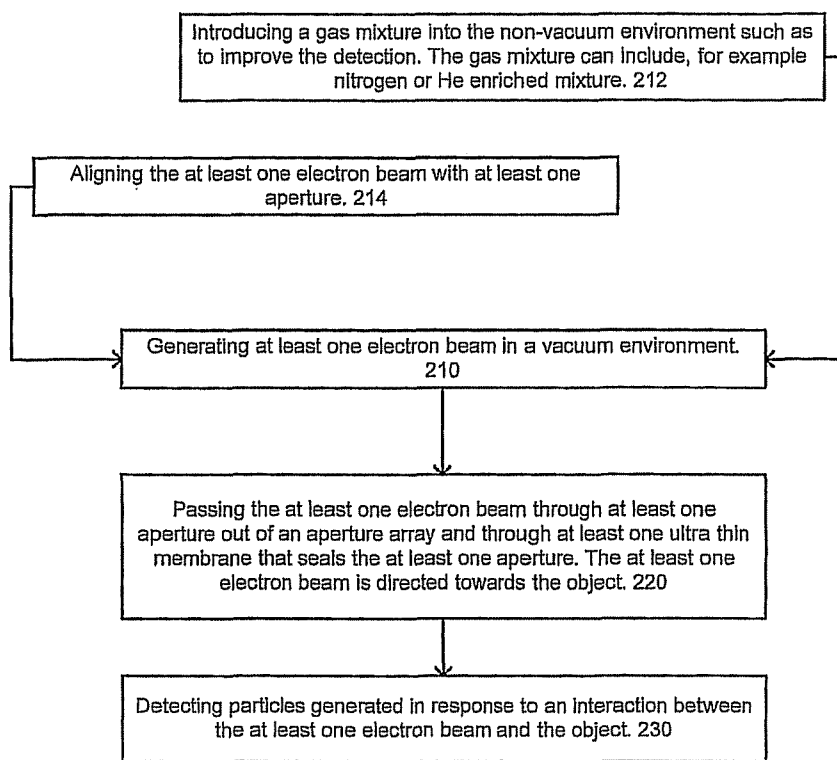 Introducing a gas mixture into the non-vacuum environment such as
to improve the detection. The gas mixture can include, for example
nitrogen or He enriched mixture. 212
Aligning the at least one electron beam with at least one
aperture. 214
Generating at least one electron beam in a vacuum environment.
210
Passing the at least one electron beam through at least one
aperture out of an aperture array and through at least one ultra thin
membrane that seals the at least one aperture. The at least one
electron beam is directed towards the object. 220
Detecting particles generated in response to an interaction between
the at least one electron beam and the object. 230